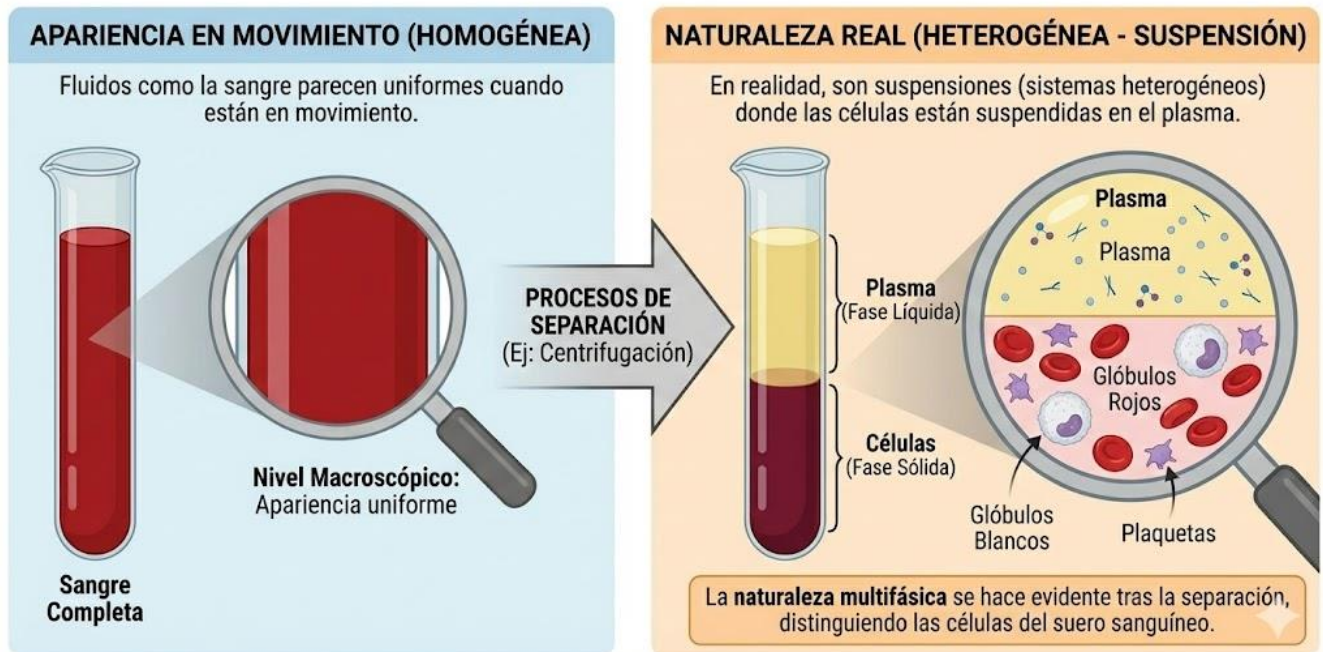 APARIENCIA EN MOVIMIENTO (HOMOGÉNEA)
Fluidos como la sangre parecen uniformes cuando
están en movimiento.
Nivel Macroscópico:
Apariencia uniforme
Sangre
Completa
PROCESOS DE
SEPARACIÓN
(Ej: Centrifugación)
NATURALEZA REAL (HETEROGÉNEA - SUSPENSIÓN)
En realidad, son suspensiones (sistemas heterogéneos)
donde las células están suspendidas en el plasma.
Plasma
(Fase Líquida)
Células
(Fase Sólida)
Plasma
Plasma
Glóbulos
Rojos
Glóbulos
Blancos
Plaquetas
La naturaleza multifásica se hace evidente tras la separación,
distinguiendo las células del suero sanguíneo.